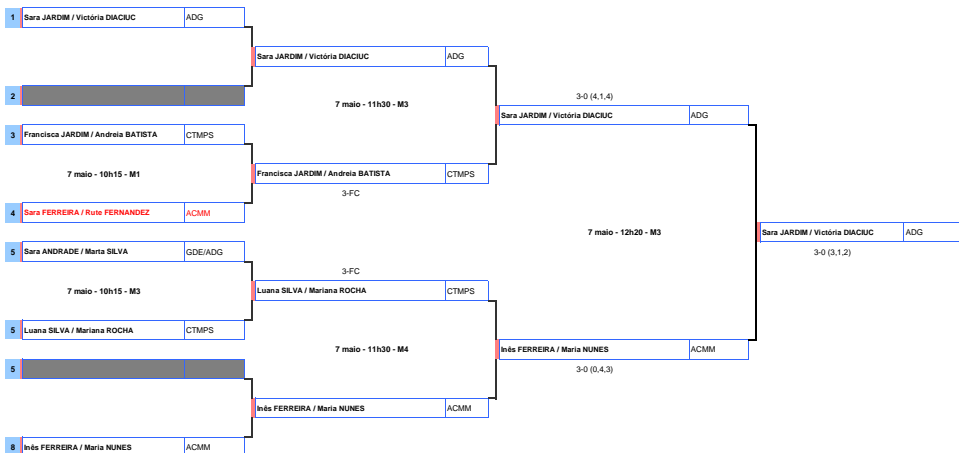 1 Sara JARDIM / Victória DIACIUC ADG
Sara JARDIM / Victória DIACIUC ADG
2
7 maio - 11h30 - M3
3-0 (4,1,4)
Sara JARDIM / Victória DIACIUC ADG
3 Francisca JARDIM / Andreia BATISTA CTMPS
7 maio - 10h15 - M1
Francisca JARDIM / Andreia BATISTA CTMPS
3-FC
4 Sara FERREIRA / Rute FERNANDEZ ACMM
7 maio - 12h20 - M3
Sara JARDIM / Victória DIACIUC ADG
3-0 (3,1,2)
5 Sara ANDRADE / Marta SILVA GDE/ADG
3-FC
7 maio - 10h15 - M3
Luana SILVA / Mariana ROCHA CTMPS
5 Luana SILVA / Mariana ROCHA CTMPS
7 maio - 11h30 - M4
Inês FERREIRA / Maria NUNES ACMM
3-0 (0,4,3)
5
Inês FERREIRA / Maria NUNES ACMM
8 Inês FERREIRA / Maria NUNES ACMM